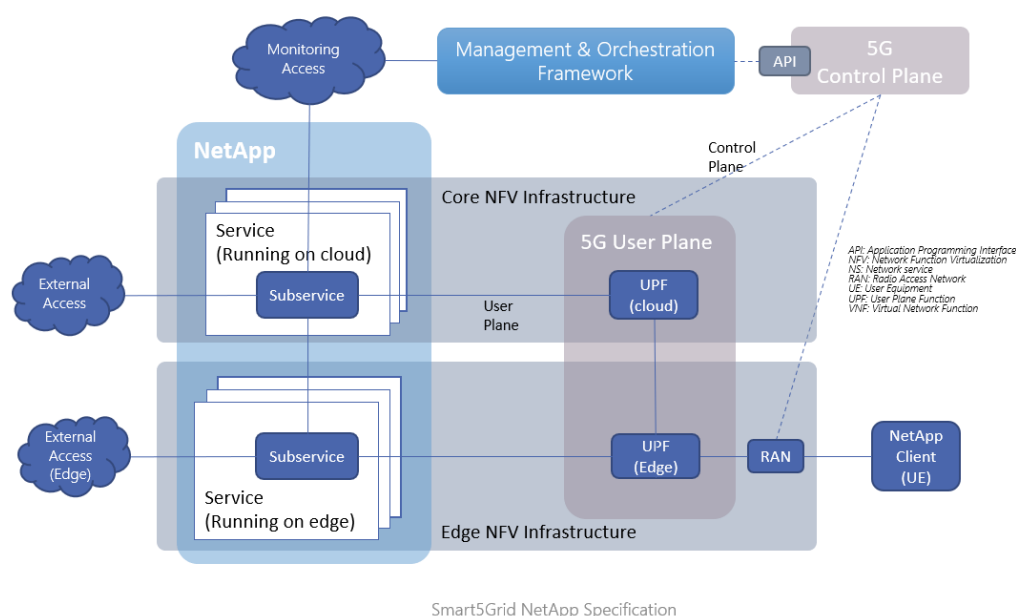 Monitoring
Access
Management & Orchestration
Framework
API
5G
Control Plane
NetApp
Control
Plane
Core NFV Infrastructure
Service
(Running on cloud)
5G User Plane
API: Application Programming Interface
NFV: Network Function Virtualization
NS: Network service
RAN: Radio Access Network
UE: User Equipment
UPF: User Plane Function
VNF: Virtual Network Function
External
Access
Subservice
User
Plane
UPF
(cloud)
External
Access
(Edge)
Subservice
UPF
(Edge)
RAN
NetApp
Client
(UE)
Service
(Running on edge)
Edge NFV Infrastructure
Smart5Grid NetApp Specification